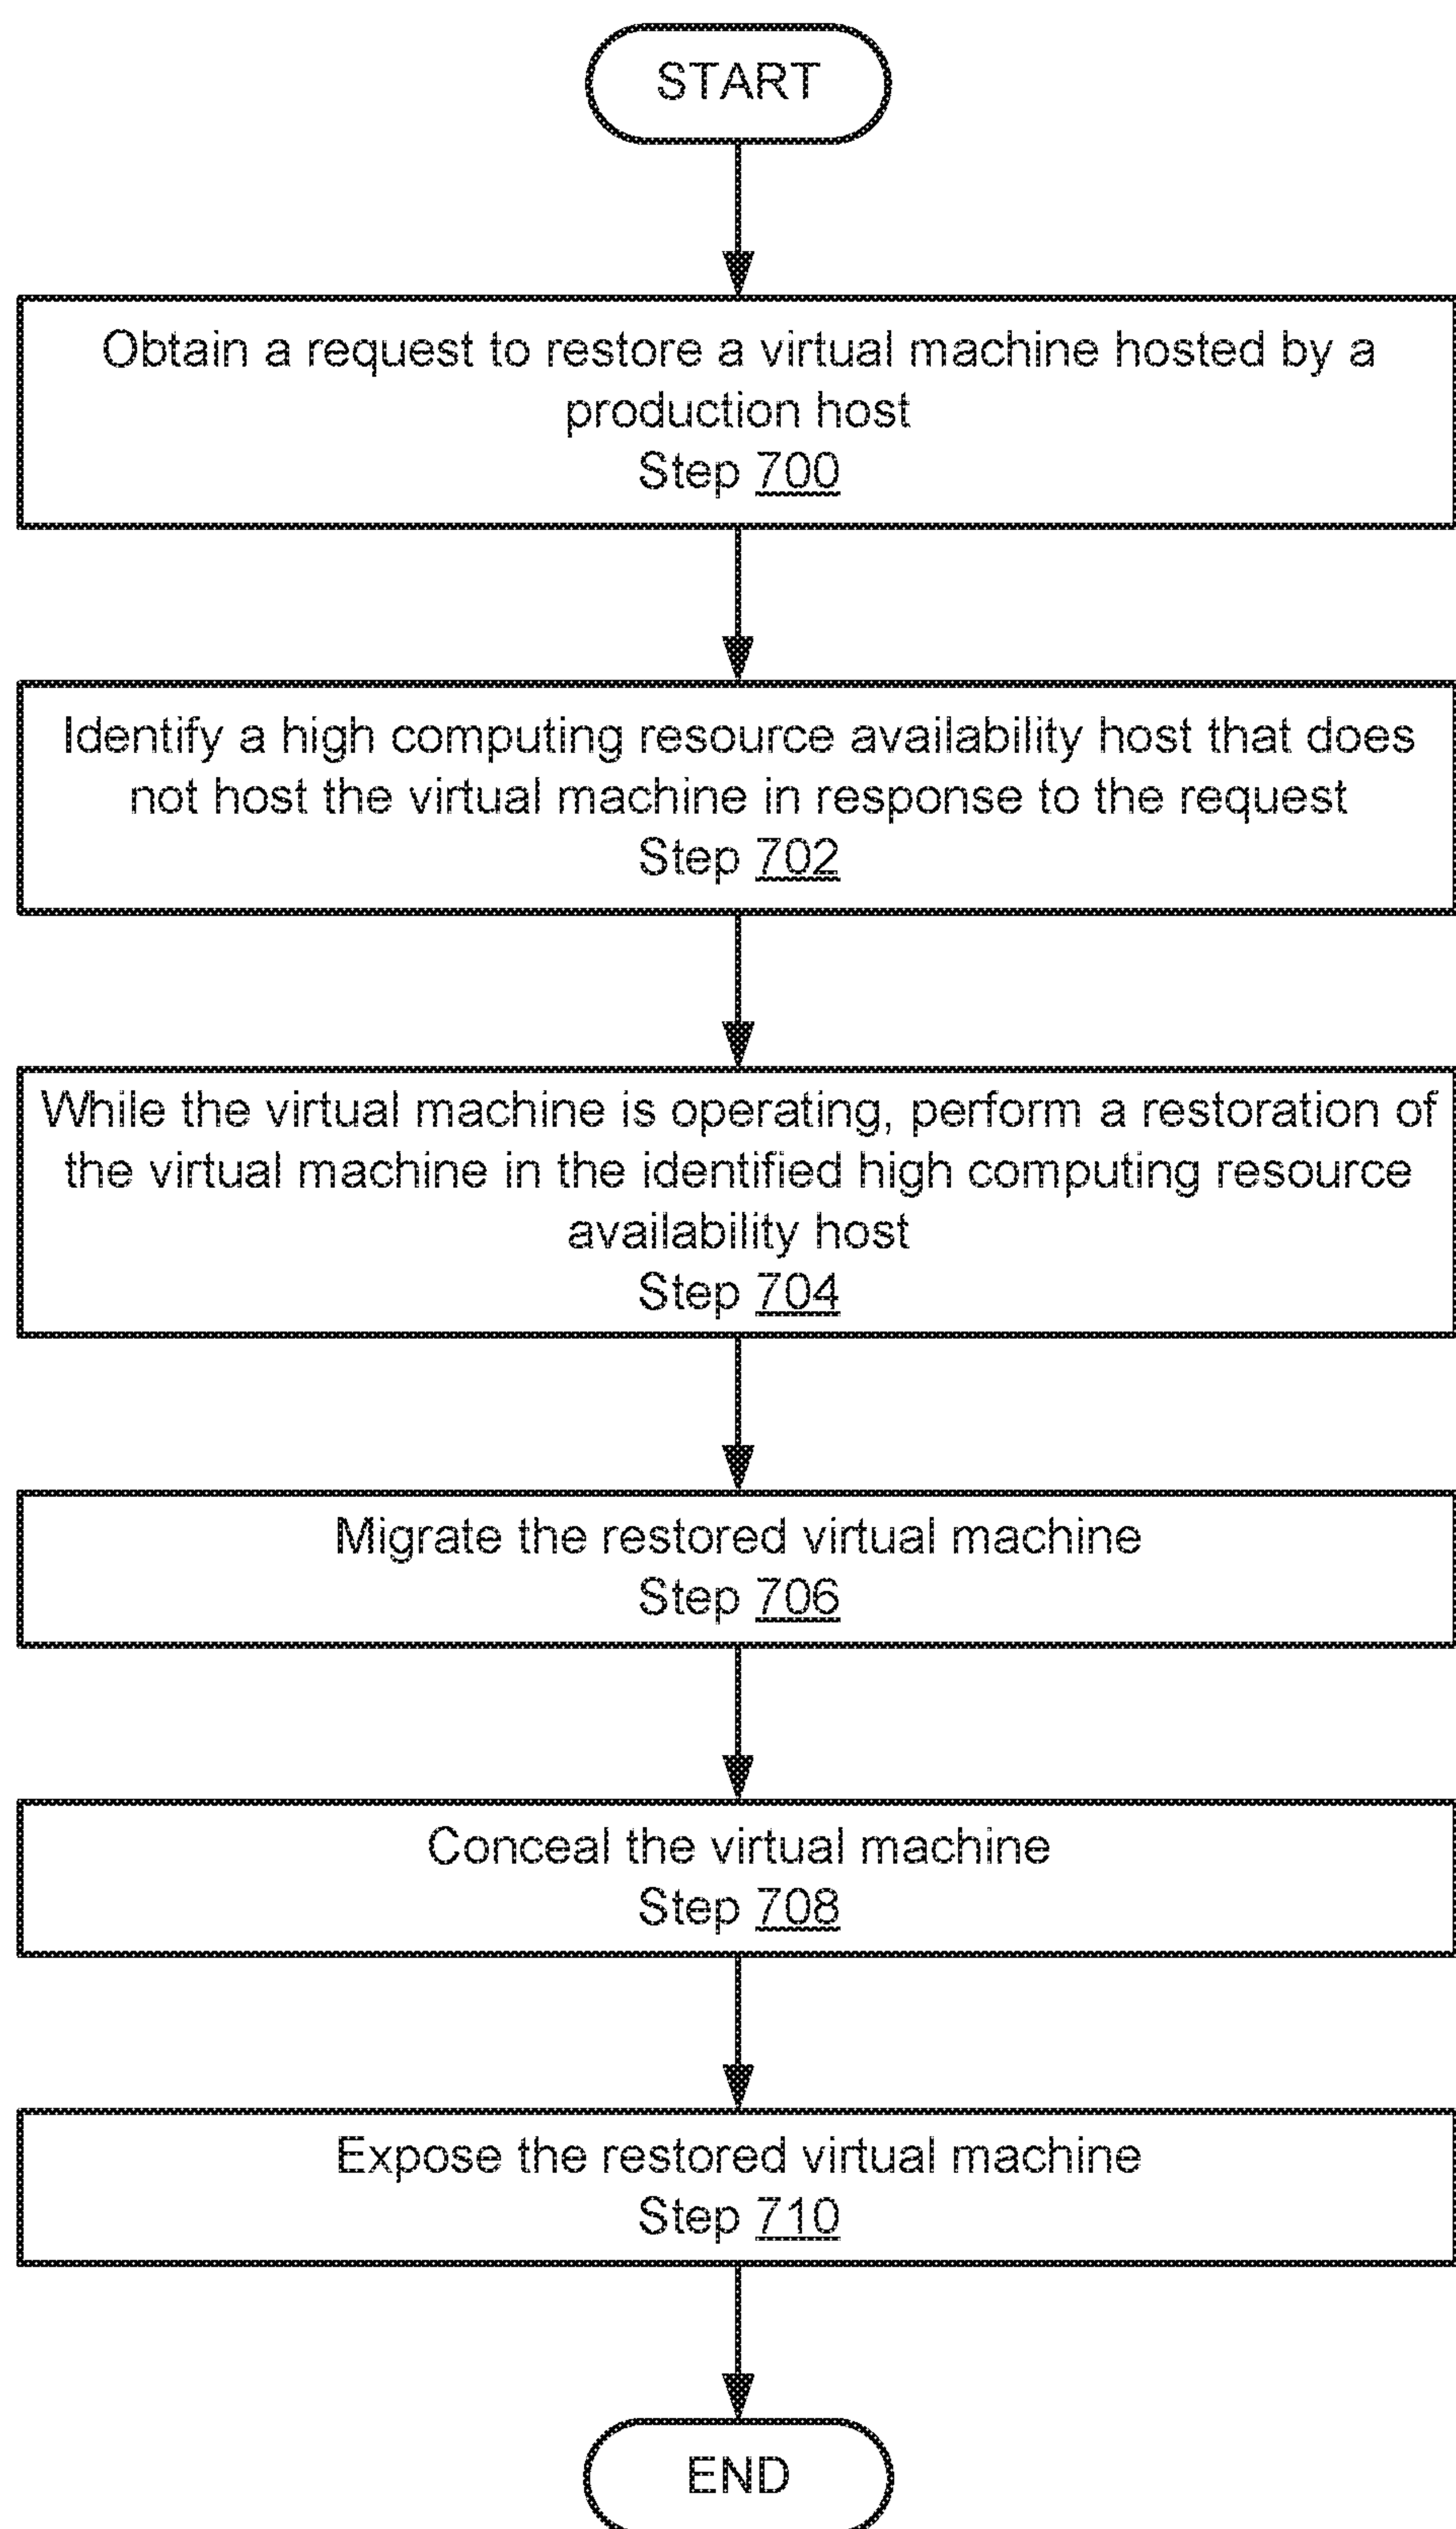 START
Obtain a request to restore a virtual machine hosted by a
production host
Step 700
Identify a high computing resource availability host that does
not host the virtual machine in response to the request
Step 702
While the virtual machine is operating, perform a restoration of
the virtual machine in the identified high computing resource
availability host
Step 704
Migrate the restored virtual machine
Step 706
Conceal the virtual machine
Step 708
Expose the restored virtual machine
Step 710
END